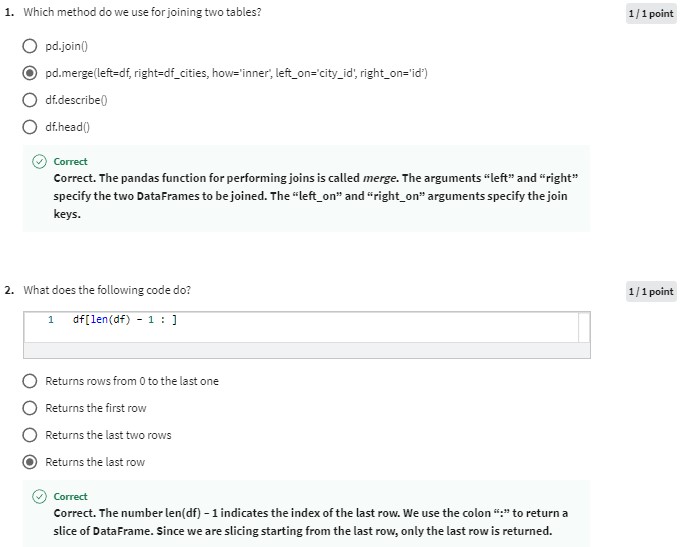 1. Which method do we use for joining two tables?
1 / 1 point
pd.join()
pd.merge(left=df, right=df_cities, how='inner', left_on='city_id', right_on='id')
df.describe()
df.head()
Correct
Correct. The pandas function for performing joins is called merge. The arguments “left” and “right”
specify the two DataFrames to be joined. The “left_on” and “right_on” arguments specify the join
keys.
2. What does the following code do?
1 / 1 point
1 df[len(df) - 1 : ]
Returns rows from 0 to the last one
Returns the first row
Returns the last two rows
Returns the last row
Correct
Correct. The number len(df) – 1 indicates the index of the last row. We use the colon “:” to return a
slice of DataFrame. Since we are slicing starting from the last row, only the last row is returned.